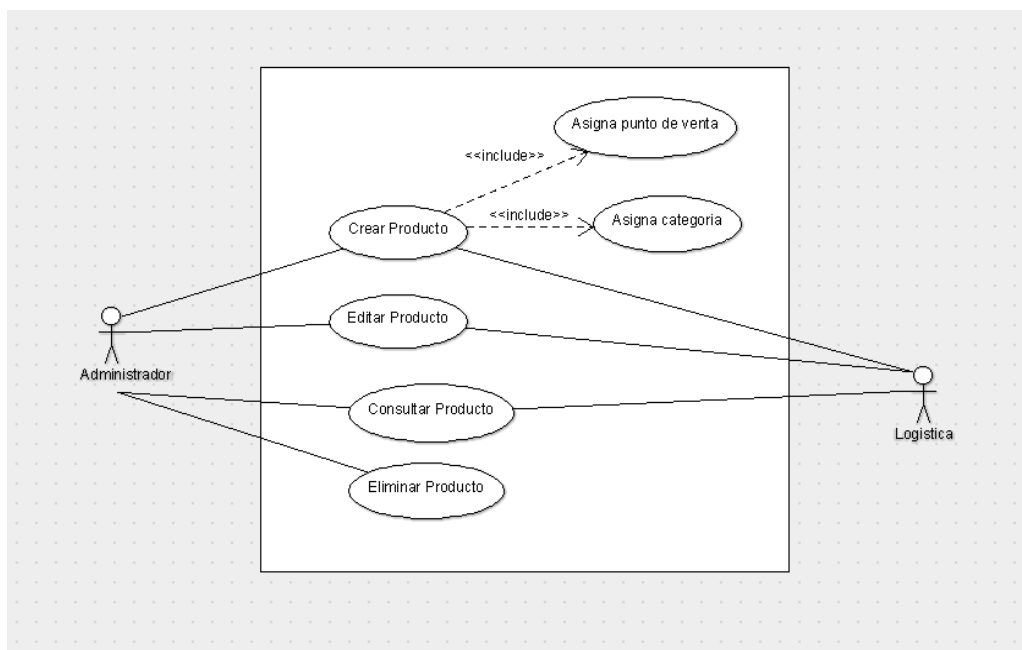 Asigna punto de venta
<<include>>
<<include>>
Asigna categoria
Crear Producto
Editar Producto
Administrador
Consultar Producto
Logistica
Eliminar Producto